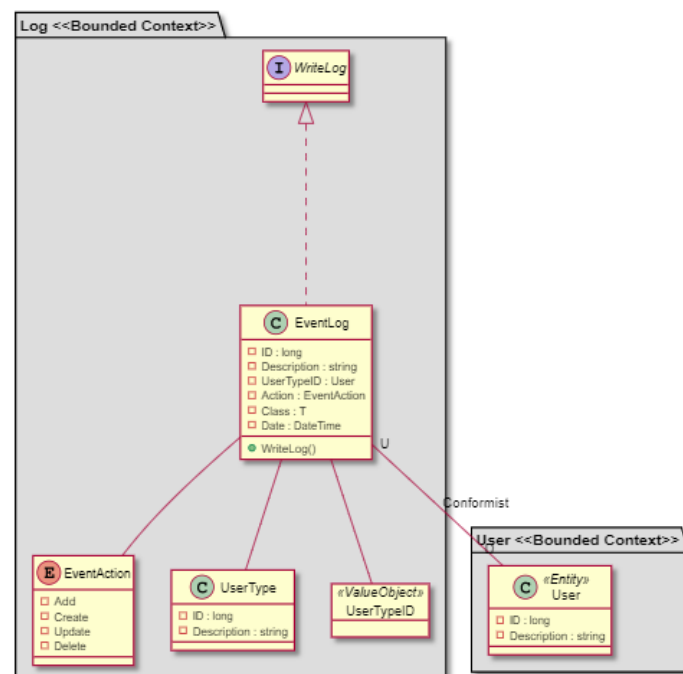 Log <<Bounded Context>>
I WriteLog
C EventLog
ID : long
Description : string
UserTypeID : User
Action : EventAction
Class : T
Date : DateTime
WriteLog()
U
Conformist
User <<Bounded Context>>
E EventAction
Add
Create
Update
Delete
C UserType
ID : long
Description : string
«ValueObject»
UserTypeID
C «Entity»
User
ID : long
Description : string